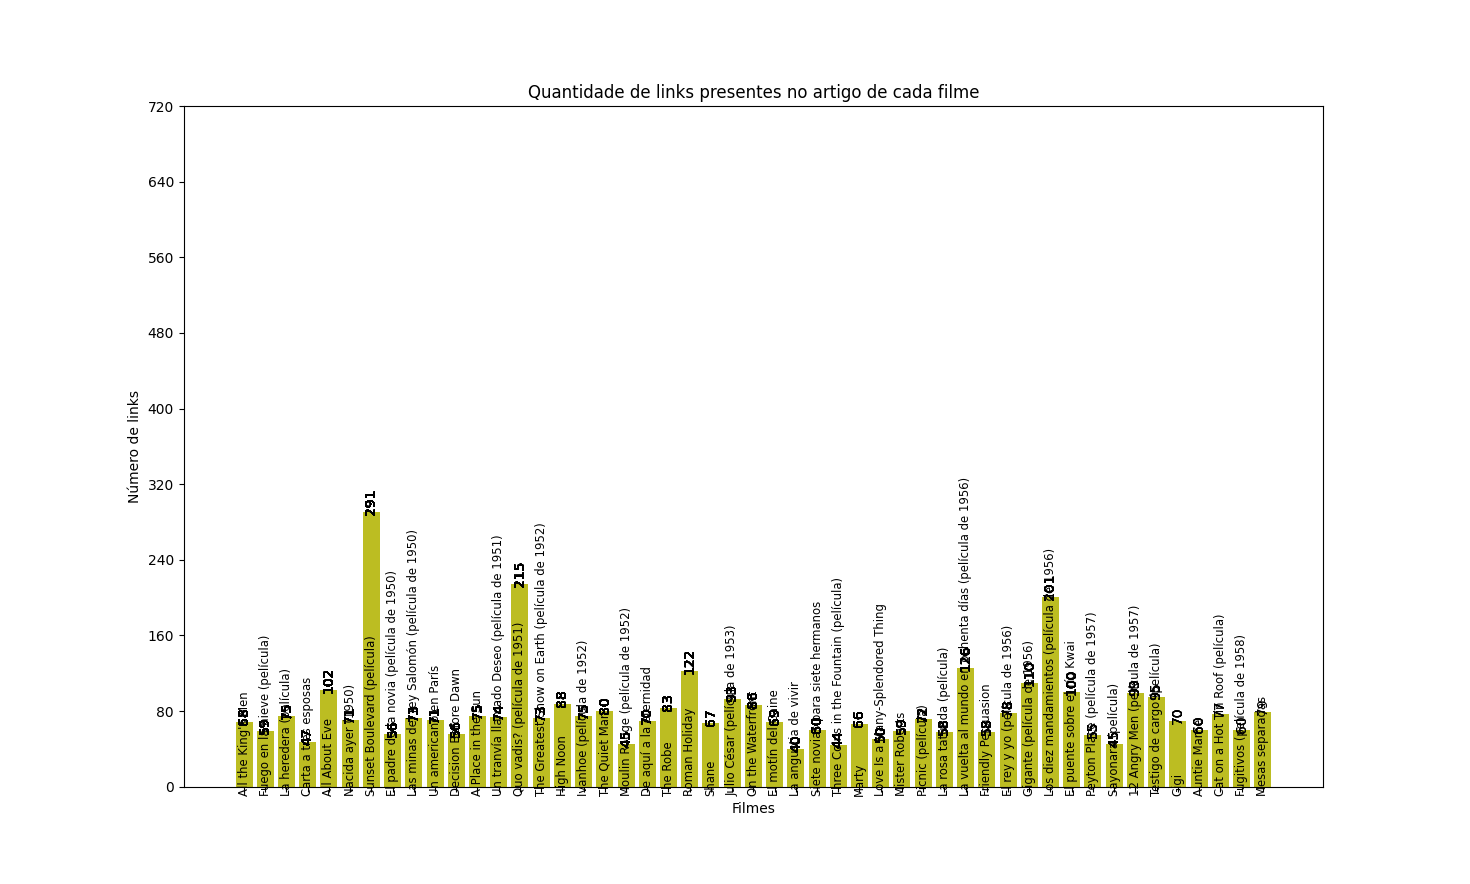 Quantidade de links presentes no artigo de cada filme
Número de links
720
640
560
480
400
320
240
160
80
0
All the King's Men
68
Fuego en la nieve (película)
59
La heredera (película)
75
Carta a tres esposas
47
All About Eve
102
Nacida ayer (1950)
71
Sunset Boulevard (película)
291
El padre de la novia (película de 1950)
56
Las minas del rey Salomón (película de 1950)
73
Un americano en París
71
Decision Before Dawn
56
A Place in the Sun
75
Un tranvía llamado Deseo (película de 1951)
74
Quo vadis? (película de 1951)
215
The Greatest Show on Earth (película de 1952)
73
High Noon
88
Ivanhoe (película de 1952)
75
The Quiet Man
80
Moulin Rouge (película de 1952)
45
De aquí a la eternidad
70
The Robe
83
Roman Holiday
122
Shane
67
Julio César (película de 1953)
93
On the Waterfront
86
El motín del Caine
69
La angustia de vivir
40
Siete novias para siete hermanos
60
Three Coins in the Fountain (película)
44
Marty
66
Love Is a Many-Splendored Thing
50
Mister Roberts
59
Picnic (película)
72
La rosa tatuada (película)
58
La vuelta al mundo en ochenta días (película de 1956)
126
Friendly Persuasion
58
El rey y yo (película de 1956)
78
Gigante (película de 1956)
110
Los diez mandamientos (película de 1956)
201
El puente sobre el río Kwai
100
Peyton Place (película de 1957)
55
Sayonara (película)
45
12 Angry Men (película de 1957)
99
Testigo de cargo (película)
95
Gigi
70
Auntie Mame
60
Cat on a Hot Tin Roof (película)
77
Fugitivos (película de 1958)
60
Mesas separadas
79
Filmes